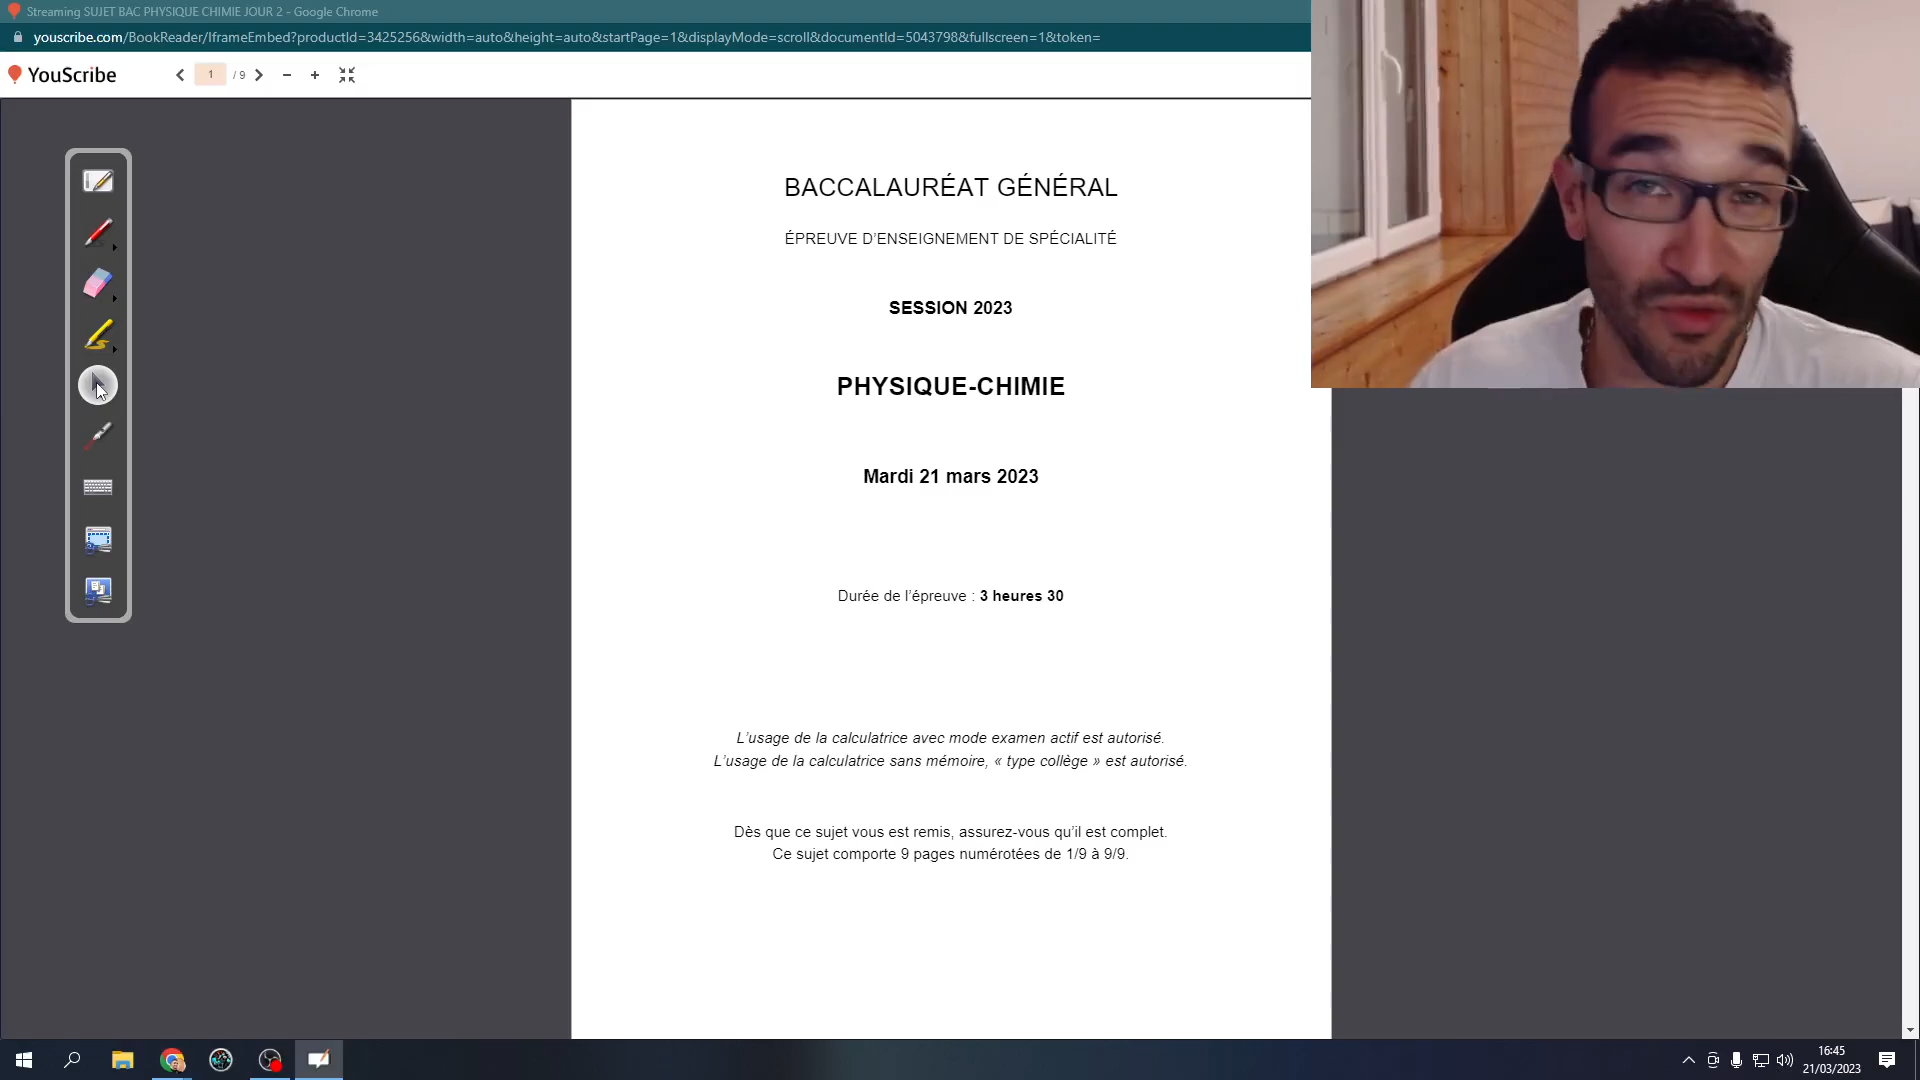 Streaming SUJET BAC PHYSIQUE CHIMIE JOUR 2 - Google Chrome
youscribe.com/BookReader/IframeEmbed?productId=3425256&width=auto&height=auto&startPage=1&displayMode=scroll&documentId=5043798&fullscreen=1&token=
YouScribe
1 / 9
BACCALAURÉAT GÉNÉRAL
ÉPREUVE D'ENSEIGNEMENT DE SPÉCIALITÉ
SESSION 2023
PHYSIQUE-CHIMIE
Mardi 21 mars 2023
Durée de l'épreuve : 3 heures 30
L'usage de la calculatrice avec mode examen actif est autorisé.
L'usage de la calculatrice sans mémoire, « type collège » est autorisé.
Dès que ce sujet vous est remis, assurez-vous qu'il est complet.
Ce sujet comporte 9 pages numérotées de 1/9 à 9/9.
16:45
21/03/2023